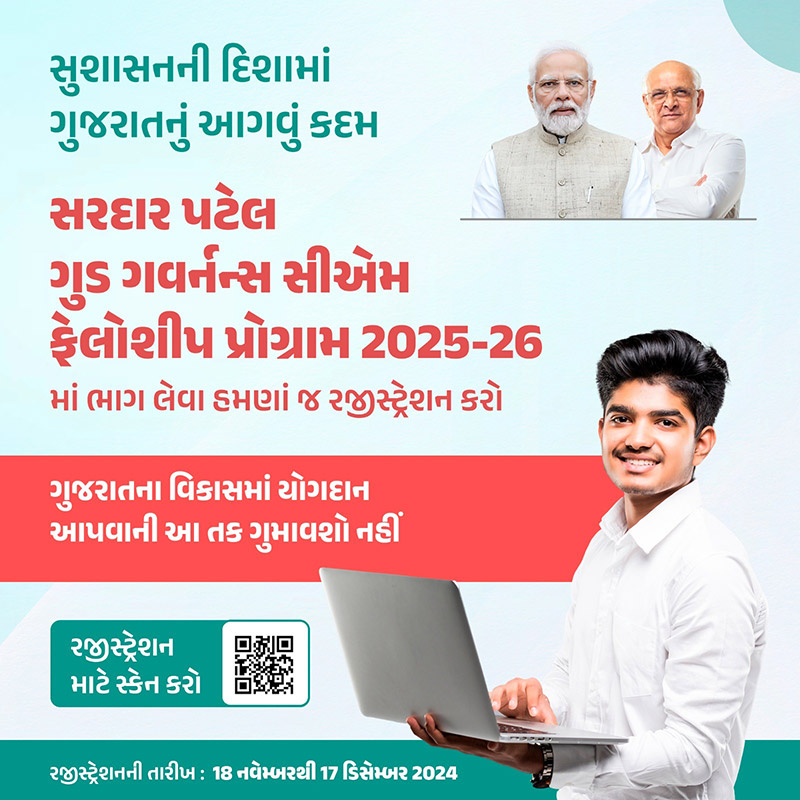 સુશાસનની દિશામાં
ગુજરાતનું આગવું કદમ
સરદાર પટેલ
ગુડ ગવર્નન્સ સીએમ
ફેલોશીપ પ્રોગ્રામ 2025-26
માં ભાગ લેવા હમણાં જ રજીસ્ટ્રેશન કરો
ગુજરાતના વિકાસમાં યોગદાન
આપવાની આ તક ગુમાવશો નહીં
રજીસ્ટ્રેશન
માટે સ્કેન કરો
રજીસ્ટ્રેશનની તારીખ : 18 નવેમ્બરથી 17 ડિસેમ્બર 2024